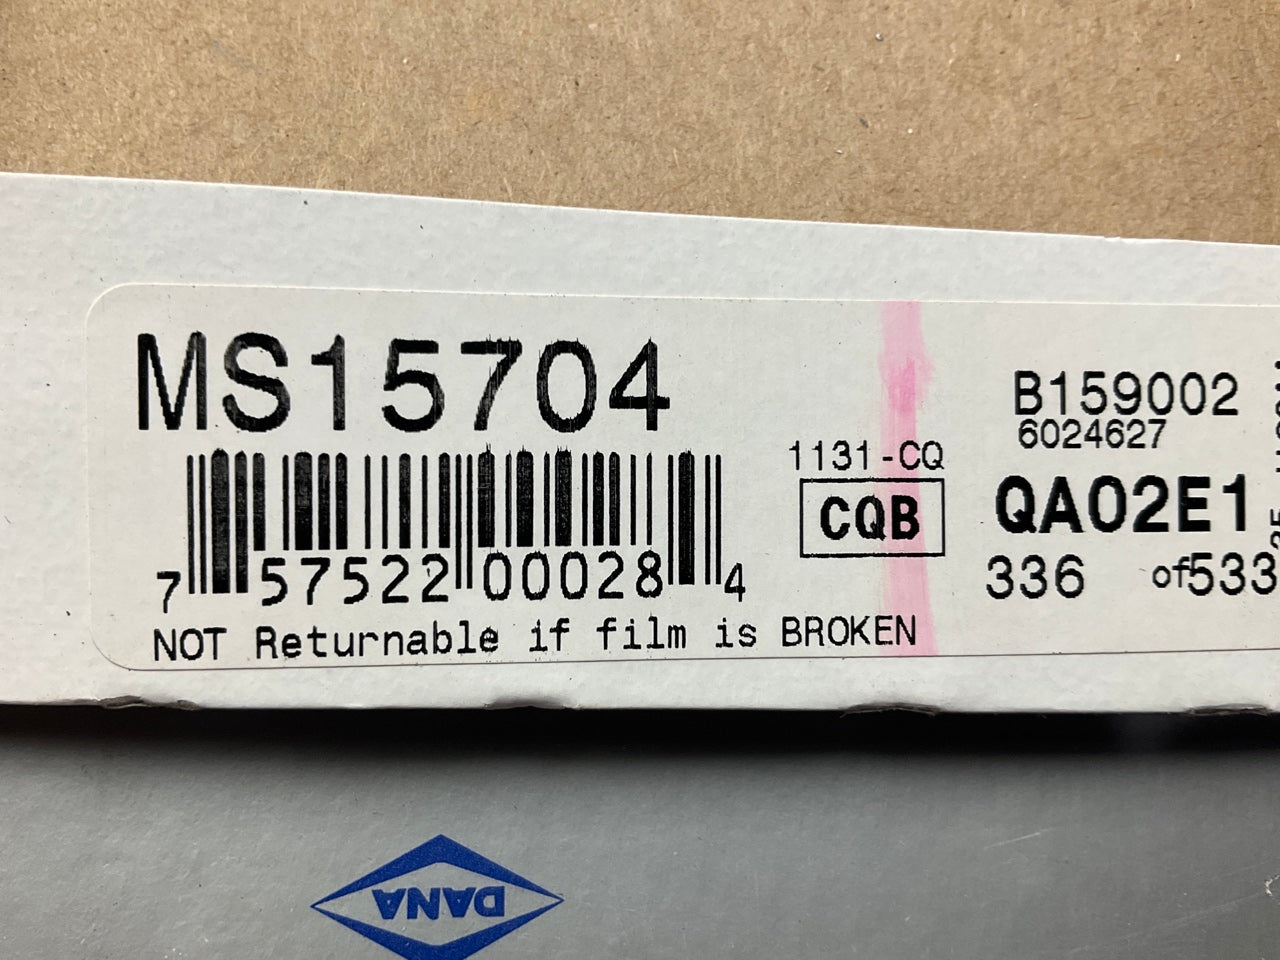 MS15704
7 57522 00028 4
NOT Returnable if film is BROKEN
1131-CQ
CQB
B159002
6024627
QA02E1
336 of533
DANA